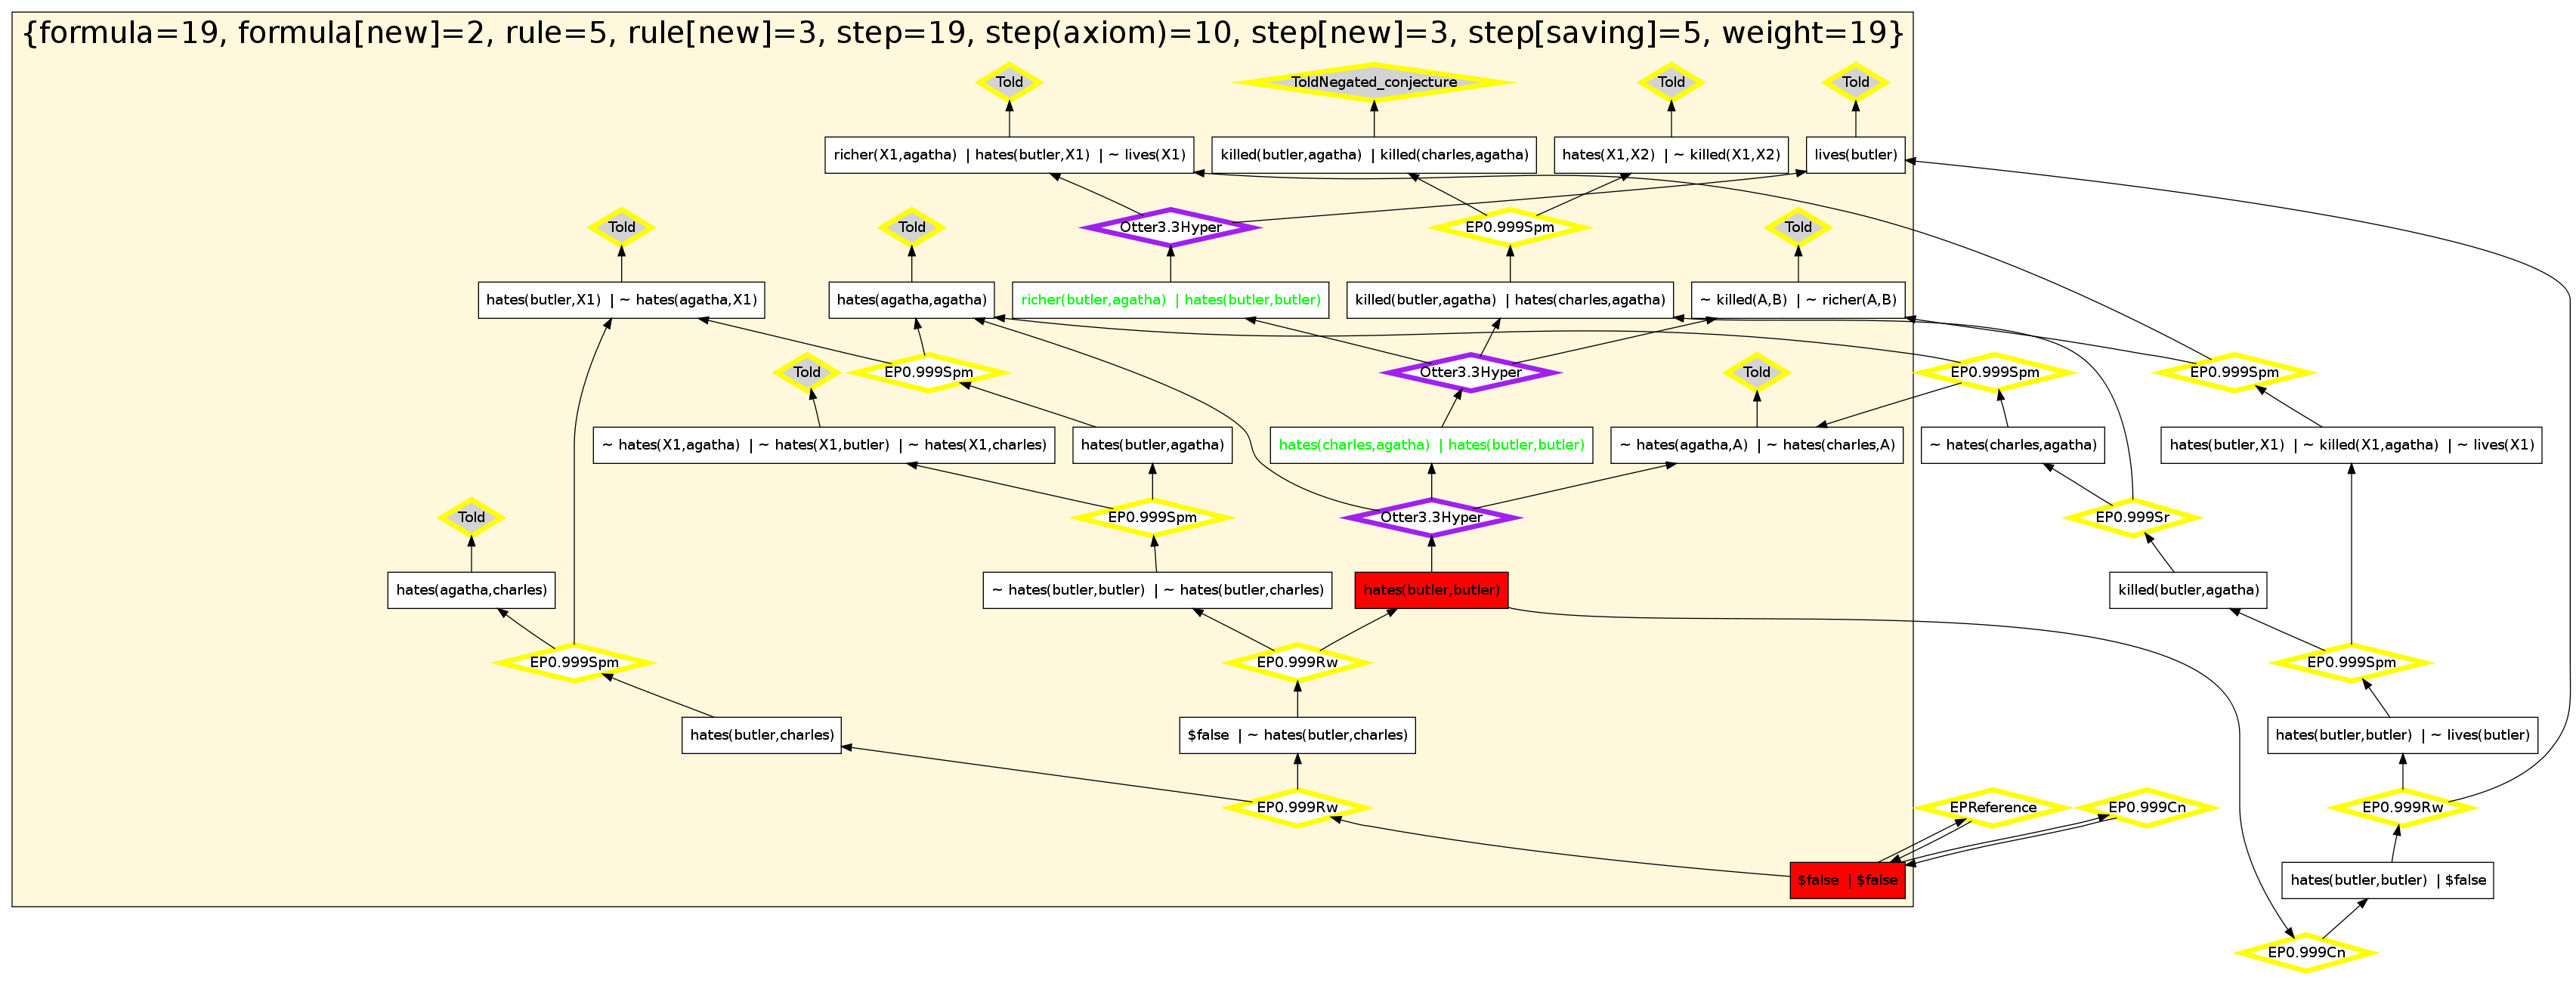 {formula=19, formula[new]=2, rule=5, rule[new]=3, step=19, step(axiom)=10, step[new]=3, step[saving]=5, weight=19}
Told
ToldNegated_conjecture
Told
Told
richer(X1,agatha) | hates(butler,X1) | ~ lives(X1)
killed(butler,agatha) | killed(charles,agatha)
hates(X1,X2) | ~ killed(X1,X2)
lives(butler)
Told
Told
Otter3.3Hyper
EP0.999Spm
Told
hates(butler,X1) | ~ hates(agatha,X1)
hates(agatha,agatha)
richer(butler,agatha) | hates(butler,butler)
killed(butler,agatha) | hates(charles,agatha)
~ killed(A,B) | ~ richer(A,B)
Told
EP0.999Spm
Otter3.3Hyper
Told
EP0.999Spm
EP0.999Spm
~ hates(X1,agatha) | ~ hates(X1,butler) | ~ hates(X1,charles)
hates(butler,agatha)
hates(charles,agatha) | hates(butler,butler)
~ hates(agatha,A) | ~ hates(charles,A)
~ hates(charles,agatha)
hates(butler,X1) | ~ killed(X1,agatha) | ~ lives(X1)
Told
EP0.999Spm
Otter3.3Hyper
EP0.999Sr
hates(agatha,charles)
~ hates(butler,butler) | ~ hates(butler,charles)
hates(butler,butler)
killed(butler,agatha)
EP0.999Spm
EP0.999Rw
EP0.999Spm
hates(butler,charles)
$false | ~ hates(butler,charles)
hates(butler,butler) | ~ lives(butler)
EP0.999Rw
EPReference
EP0.999Cn
EP0.999Rw
$false | $false
hates(butler,butler) | $false
EP0.999Cn